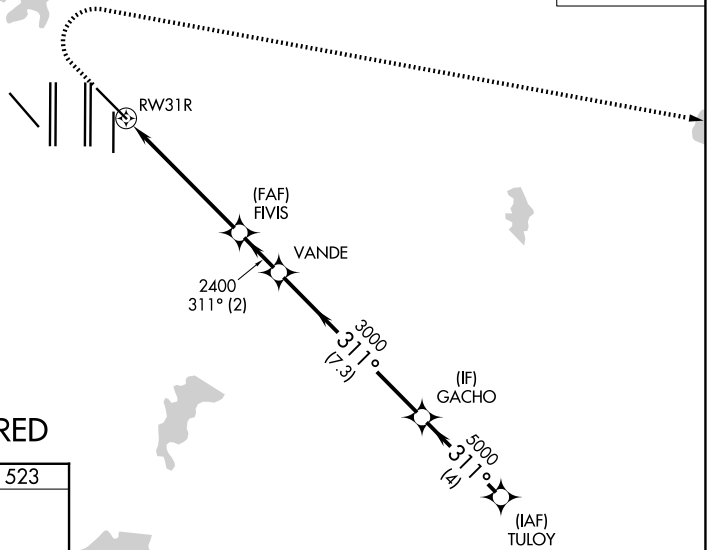 RW31R
(FAF)
FIVIS
VANDE
2400
311° (2)
3000
311°
(7.3)
(IF)
GACHO
5000
311°
(4)
(IAF)
TULOY
RED
523